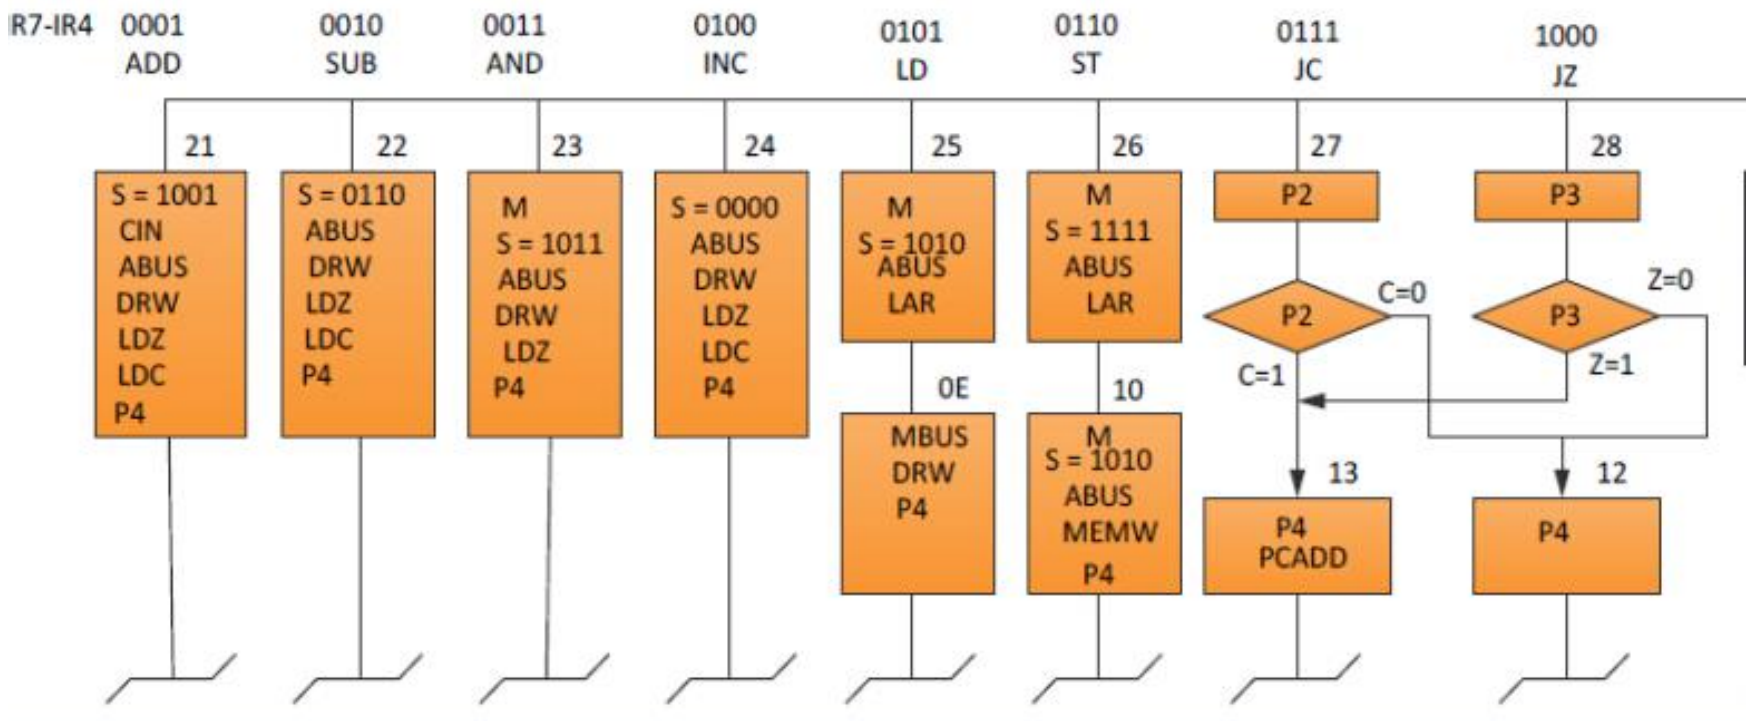 R7-IR4
0001
ADD
0010
SUB
0011
AND
0100
INC
0101
LD
0110
ST
0111
JC
1000
JZ
21
S = 1001
CIN
ABUS
DRW
LDZ
LDC
P4
22
S = 0110
ABUS
DRW
LDZ
LDC
P4
23
M
S = 1011
ABUS
DRW
LDZ
P4
24
S = 0000
ABUS
DRW
LDZ
LDC
P4
25
M
S = 1010
ABUS
LAR
0E
MBUS
DRW
P4
26
M
S = 1111
ABUS
LAR
10
M
S = 1010
ABUS
MEMW
P4
27
P2
P2
C=0
C=1
13
P4
PCADD
28
P3
P3
Z=0
Z=1
12
P4